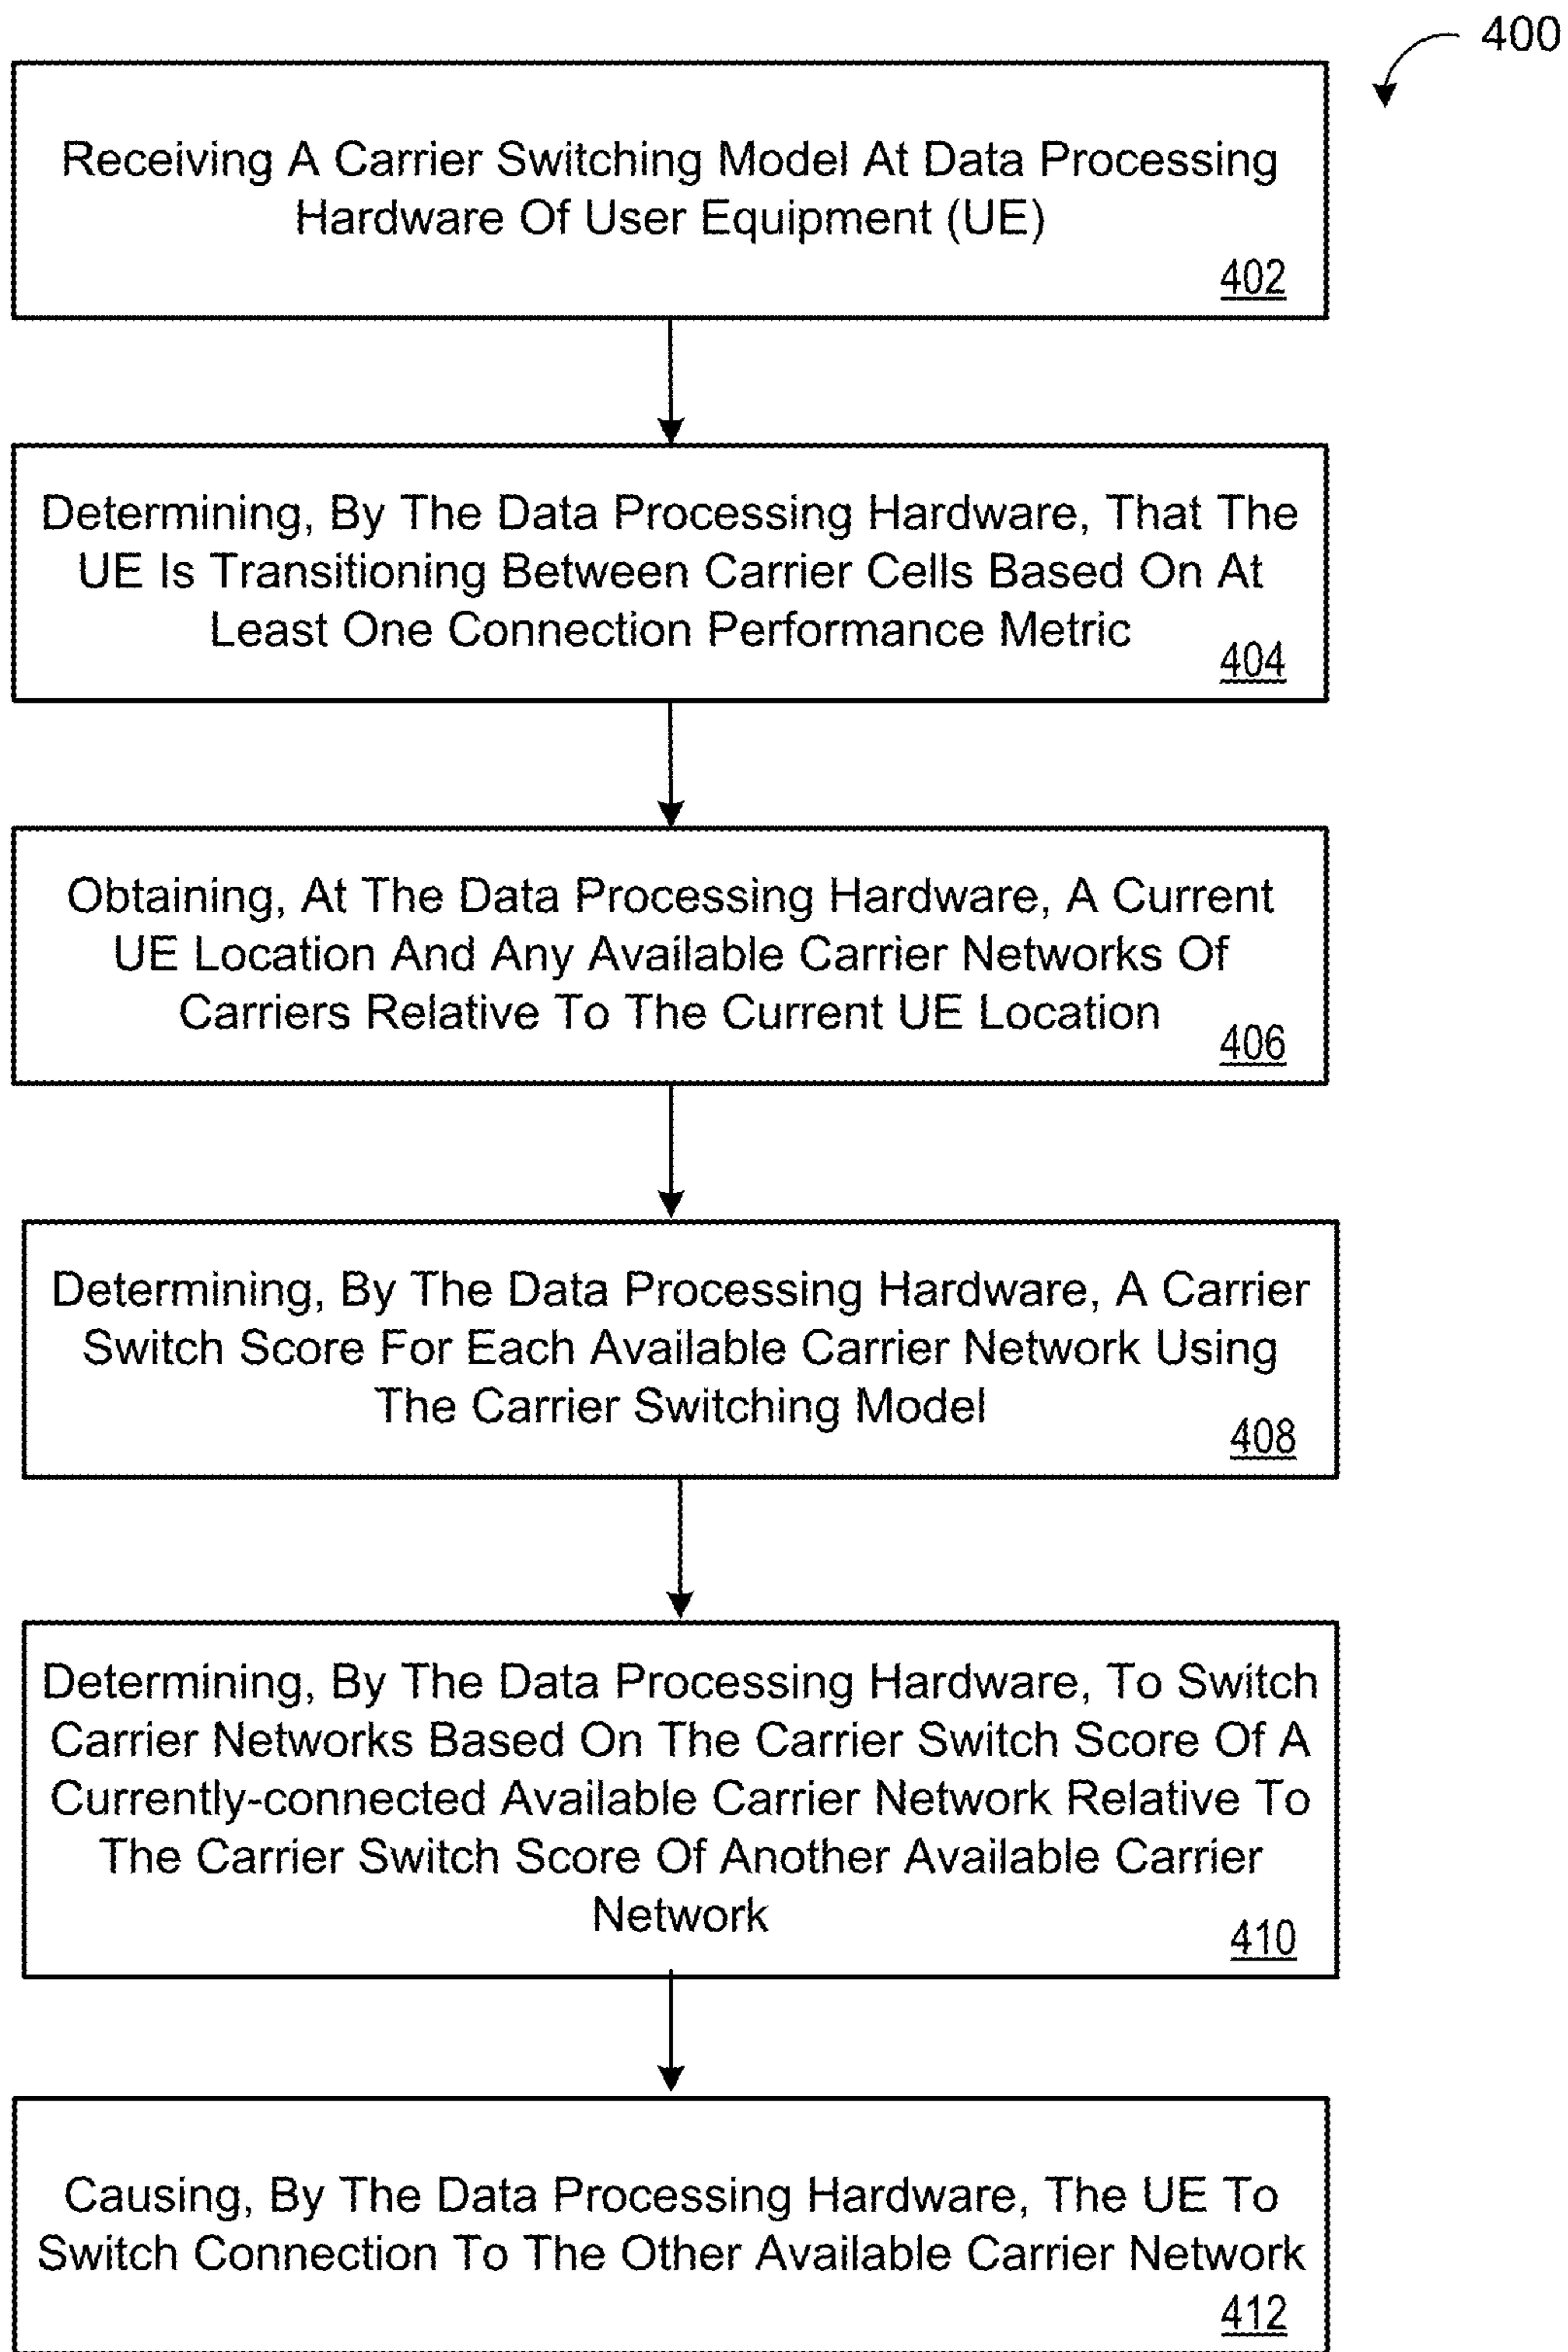 400
Receiving A Carrier Switching Model At Data Processing
Hardware Of User Equipment (UE)
402
Determining, By The Data Processing Hardware, That The
UE Is Transitioning Between Carrier Cells Based On At
Least One Connection Performance Metric
404
Obtaining, At The Data Processing Hardware, A Current
UE Location And Any Available Carrier Networks Of
Carriers Relative To The Current UE Location
406
Determining, By The Data Processing Hardware, A Carrier
Switch Score For Each Available Carrier Network Using
The Carrier Switching Model
408
Determining, By The Data Processing Hardware, To Switch
Carrier Networks Based On The Carrier Switch Score Of A
Currently-connected Available Carrier Network Relative To
The Carrier Switch Score Of Another Available Carrier
Network
410
Causing, By The Data Processing Hardware, The UE To
Switch Connection To The Other Available Carrier Network
412